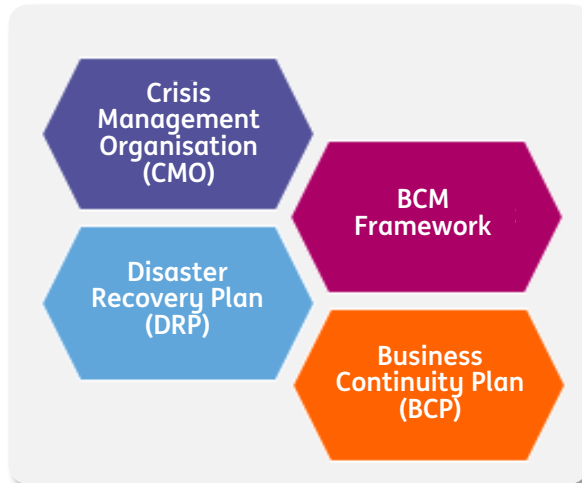 Crisis
Management
Organisation
(CMO)
BCM
Framework
Disaster
Recovery Plan
(DRP)
Business
Continuity Plan
(BCP)